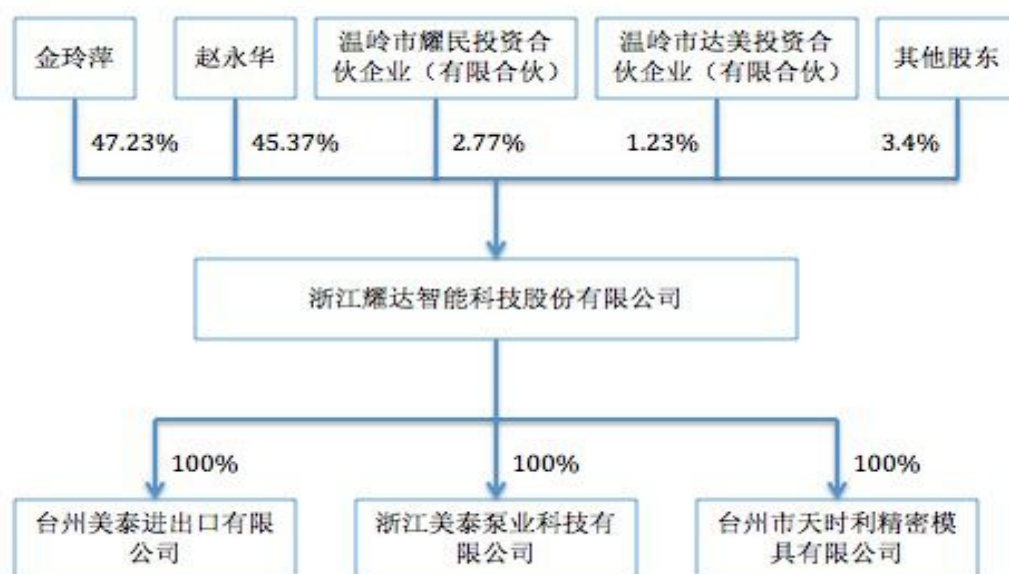 金玲萍
赵永华
温岭市耀民投资合
伙企业（有限合伙）
温岭市达美投资合
伙企业（有限合伙）
其他股东
47.23%
45.37%
2.77%
1.23%
3.4%
浙江耀达智能科技股份有限公司
100%
100%
100%
台州美泰进出口有限
公司
浙江美泰泵业科技有
限公司
台州市天时利精密模
具有限公司